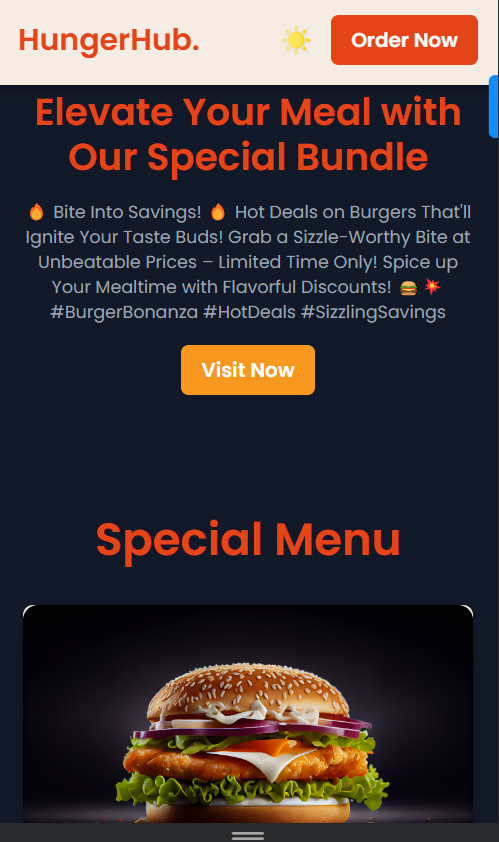 HungerHub.
Order Now
Elevate Your Meal with
Our Special Bundle
🔥 Bite Into Savings! 🔥 Hot Deals on Burgers That'll
Ignite Your Taste Buds! Grab a Sizzle-Worthy Bite at
Unbeatable Prices – Limited Time Only! Spice up
Your Mealtime with Flavorful Discounts! 🍔 💥
#BurgerBonanza #HotDeals #SizzlingSavings
Visit Now
Special Menu